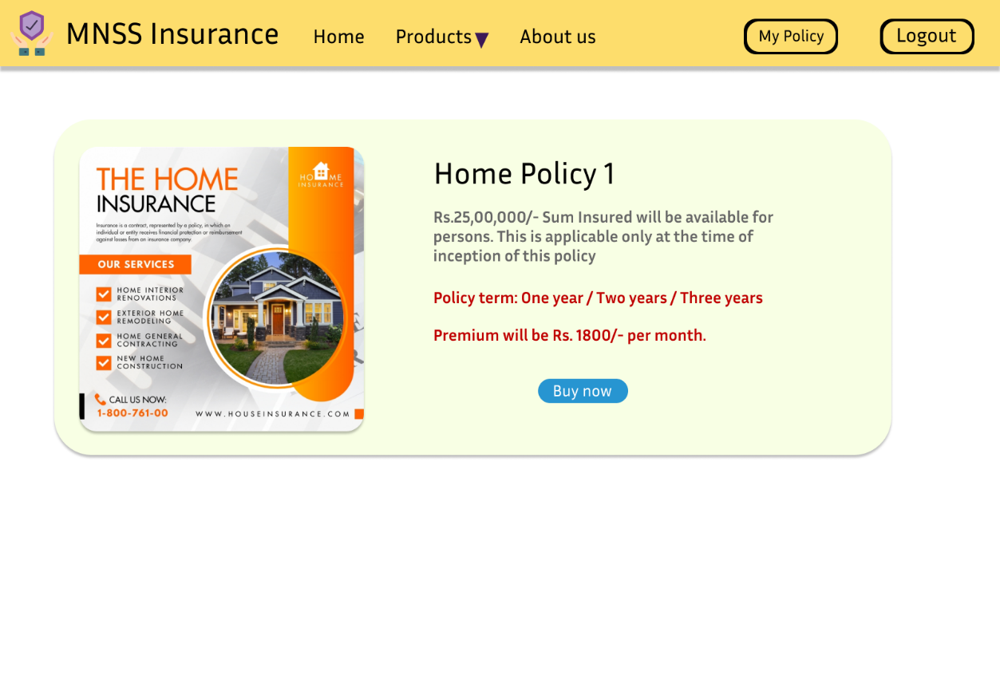 MNSS Insurance
Home
Products
About us
My Policy
Logout
THE HOME
INSURANCE
Insurance is a contract, represented by a policy, in which an
individual or entity receives financial protection or reimbursement
against losses from an insurance company
OUR SERVICES
HOME INTERIOR
RENOVATIONS
EXTERIOR HOME
REMODELING
HOME GENERAL
CONTRACTING
NEW HOME
CONSTRUCTION
CALL US NOW:
1-800-761-00
WWW.HOUSEINSURANCE.COM
HO ME
INSURANCE
Home Policy 1
Rs.25,00,000/- Sum Insured will be available for
persons. This is applicable only at the time of
inception of this policy
Policy term: One year / Two years / Three years
Premium will be Rs. 1800/- per month.
Buy now